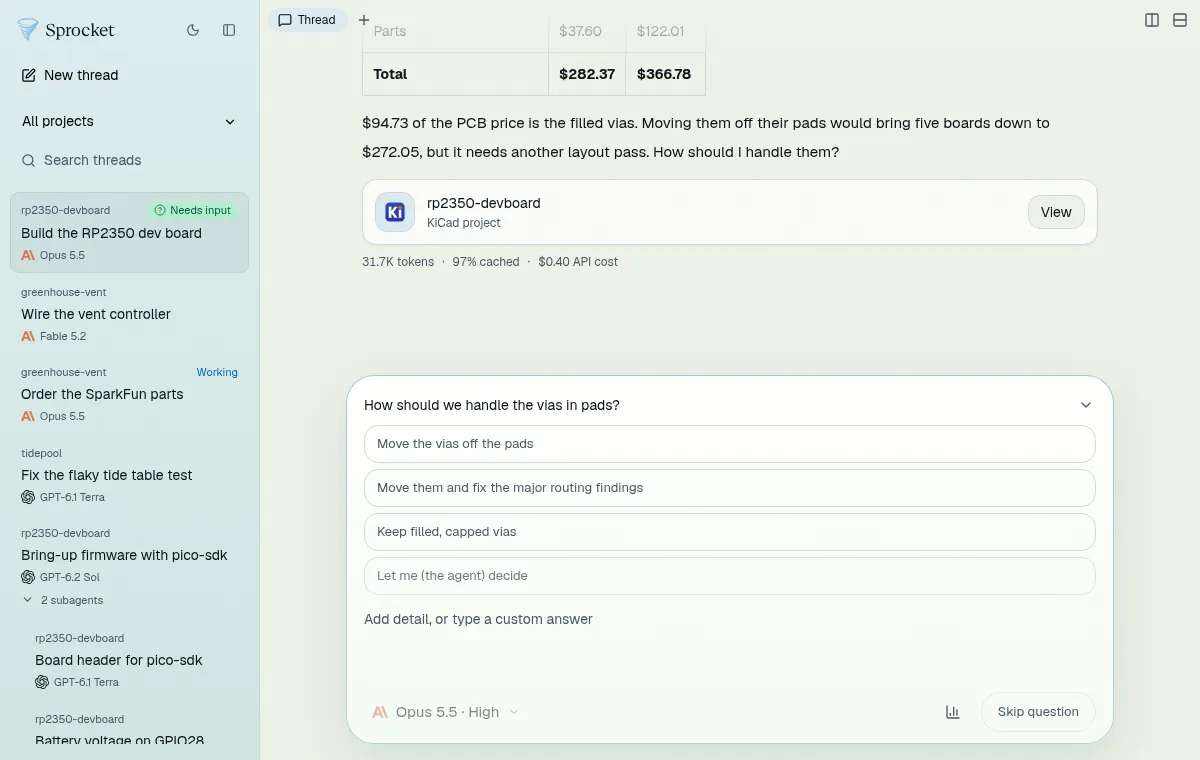 Sprocket
New thread
All projects
Search threads
rp2350-devboard
Needs input
Build the RP2350 dev board
Opus 5.5
greenhouse-vent
Wire the vent controller
Fable 5.2
greenhouse-vent
Working
Order the SparkFun parts
Opus 5.5
tidepool
Fix the flaky tide table test
GPT-6.1 Terra
rp2350-devboard
Bring-up firmware with pico-sdk
GPT-6.2 Sol
2 subagents
rp2350-devboard
Board header for pico-sdk
GPT-6.1 Terra
rp2350-devboard
Battery voltage on GPIO28
Thread
Parts $37.60 $122.01
Total $282.37 $366.78
$94.73 of the PCB price is the filled vias. Moving them off their pads would bring five boards down to
$272.05, but it needs another layout pass. How should I handle them?
Ki
rp2350-devboard
KiCad project
View
31.7K tokens · 97% cached · $0.40 API cost
How should we handle the vias in pads?
Move the vias off the pads
Move them and fix the major routing findings
Keep filled, capped vias
Let me (the agent) decide
Add detail, or type a custom answer
Opus 5.5 · High
Skip question